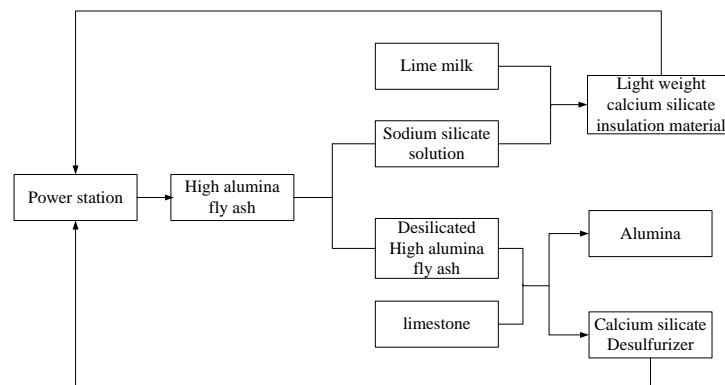 Lime milk
Light weight
calcium silicate
insulation material
Sodium silicate
solution
Power station
High alumina
fly ash
Desilicated
High alumina
fly ash
Alumina
limestone
Calcium silicate
Desulfurizer